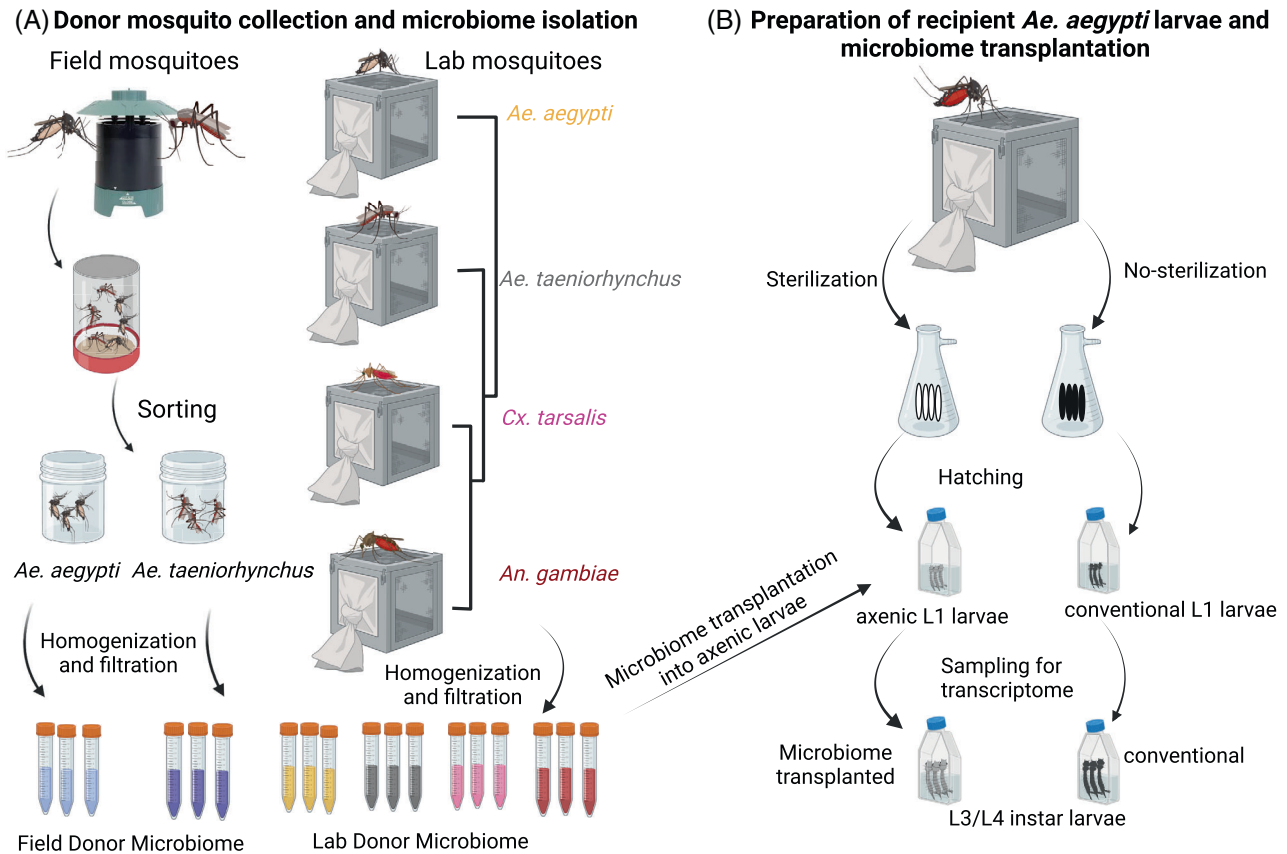 (A) Donor mosquito collection and microbiome isolation
Field mosquitoes
Lab mosquitoes
Ae. aegypti
Ae. taeniorhynchus
Cx. tarsalis
An. gambiae
Sorting
Ae. aegypti
Ae. taeniorhynchus
Homogenization
and filtration
Homogenization
and filtration
Field Donor Microbiome
Lab Donor Microbiome
Microbiome transplantation
into axenic larvae
(B) Preparation of recipient Ae. aegypti larvae and
microbiome transplantation
Sterilization
No-sterilization
Hatching
axenic L1 larvae
conventional L1 larvae
Sampling for
transcriptome
Microbiome
transplanted
conventional
L3/L4 instar larvae